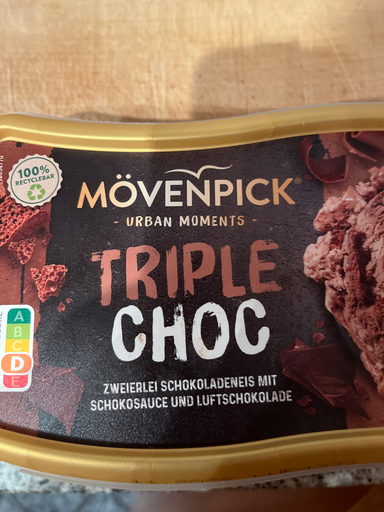 100%
RECYCLEBAR
MÖVENPICK®
- URBAN MOMENTS -
TRIPLE
CHOC
A
B
C
D
E
ZWEIERLEI SCHOKOLADENEIS MIT
SCHOKOSAUCE UND LUFTSCHOKOLADE